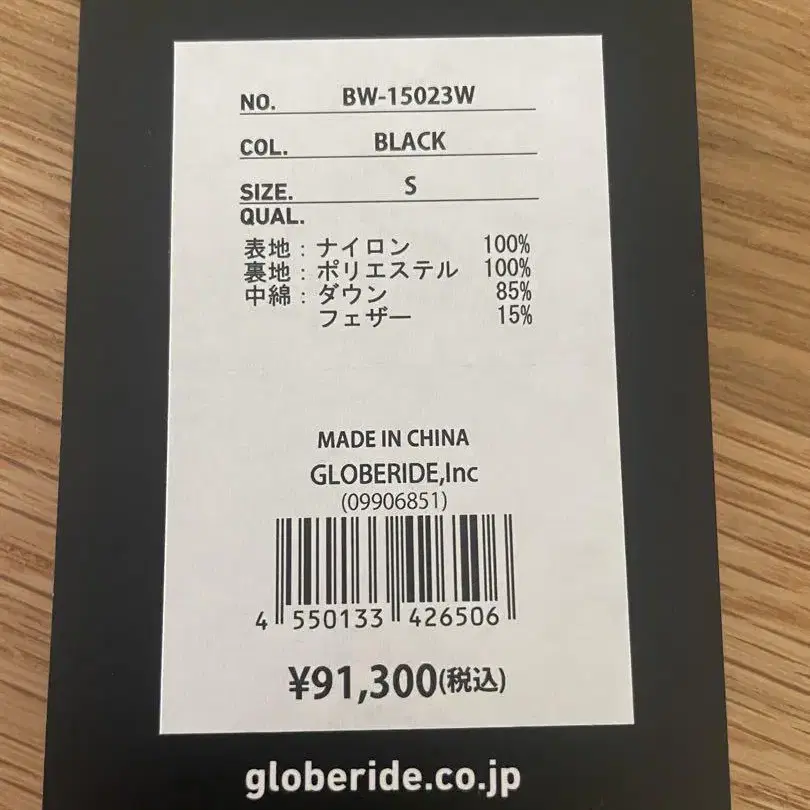 NO. BW-15023W
COL. BLACK
SIZE. S
QUAL.
表地：ナイロン 100%
裏地：ポリエステル 100%
中綿：ダウン 85%
フェザー 15%
MADE IN CHINA
GLOBERIDE,Inc
(09906851)
4 550133 426506
¥91,300(税込)
globeride.co.jp